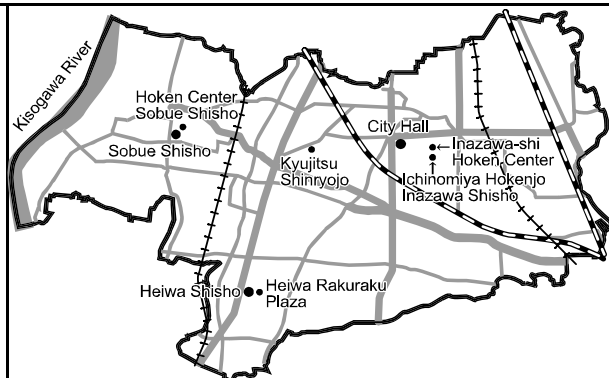 Kisogawa River
Hoken Center
Sobue Shisho
Sobue Shisho
City Hall
Inazawa-shi
Hoken Center
Kyujitsu
Shinryojo
Ichinomiya Hokenjo
Inazawa Shisho
Heiwa Shisho
Heiwa Rakuraku
Plaza